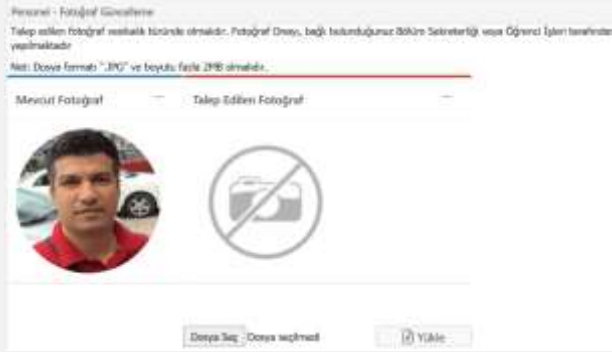 Personel - Fotoğraf Güncelleme
Talep edilen fotoğraf vesikalık türünde olmalıdır. Fotoğraf Onayı, bağlı bulunduğunuz Bölüm Sekreterliği veya Öğrenci İşleri tarafından
yapılmaktadır
Not: Dosya formatı ".JPG" ve boyutu fazla 2MB olmalıdır.
Mevcut Fotoğraf
Talep Edilen Fotoğraf
Dosya Seç Dosya seçilmedi
Yükle